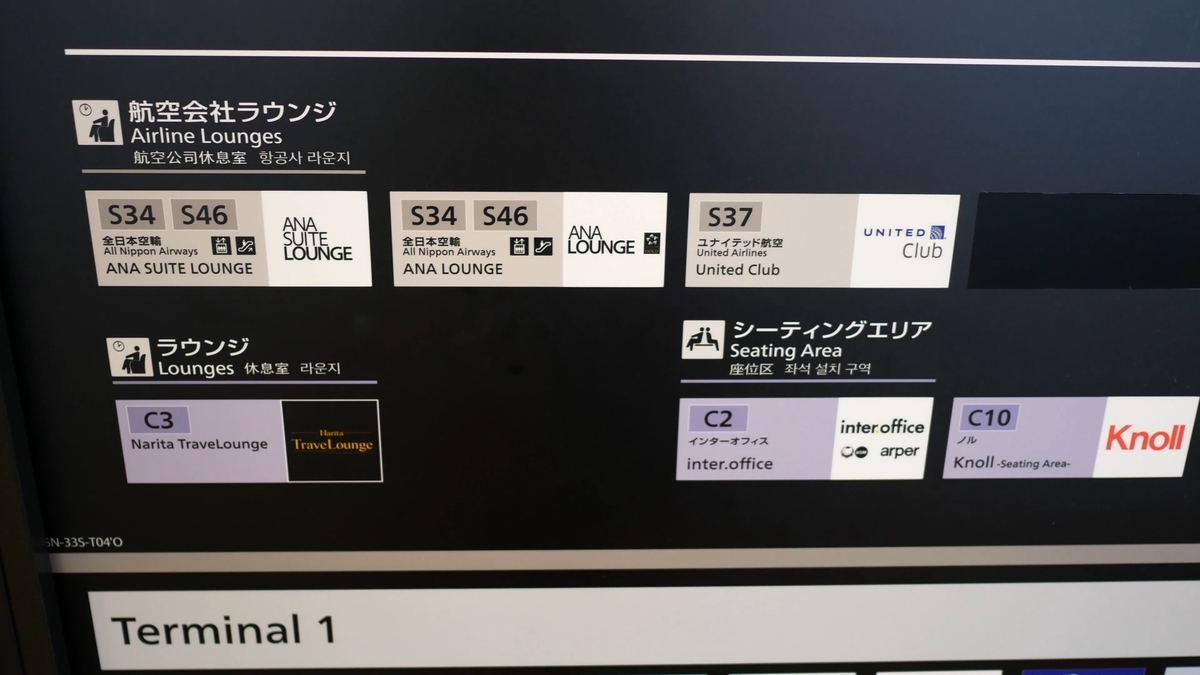 航空会社ラウンジ
Airline Lounges
航空公司休息室 항공사 라운지
S34 S46
全日本空輸
All Nippon Airways
ANA SUITE LOUNGE
ANA
SUITE
LOUNGE
S34 S46
全日本空輸
All Nippon Airways
ANA LOUNGE
ANA
LOUNGE
S37
ユナイテッド航空
United Airlines
United Club
UNITED
Club
ラウンジ
Lounges 休息室 라운지
C3
Narita TraveLounge
Narita
TraveLounge
シーティングエリア
Seating Area
座位区 좌석 설치 구역
C2
インターオフィス
inter.office
inter.office
arper
C10
ノル
Knoll -Seating Area-
Knoll
N-33S-T04'O
Terminal 1